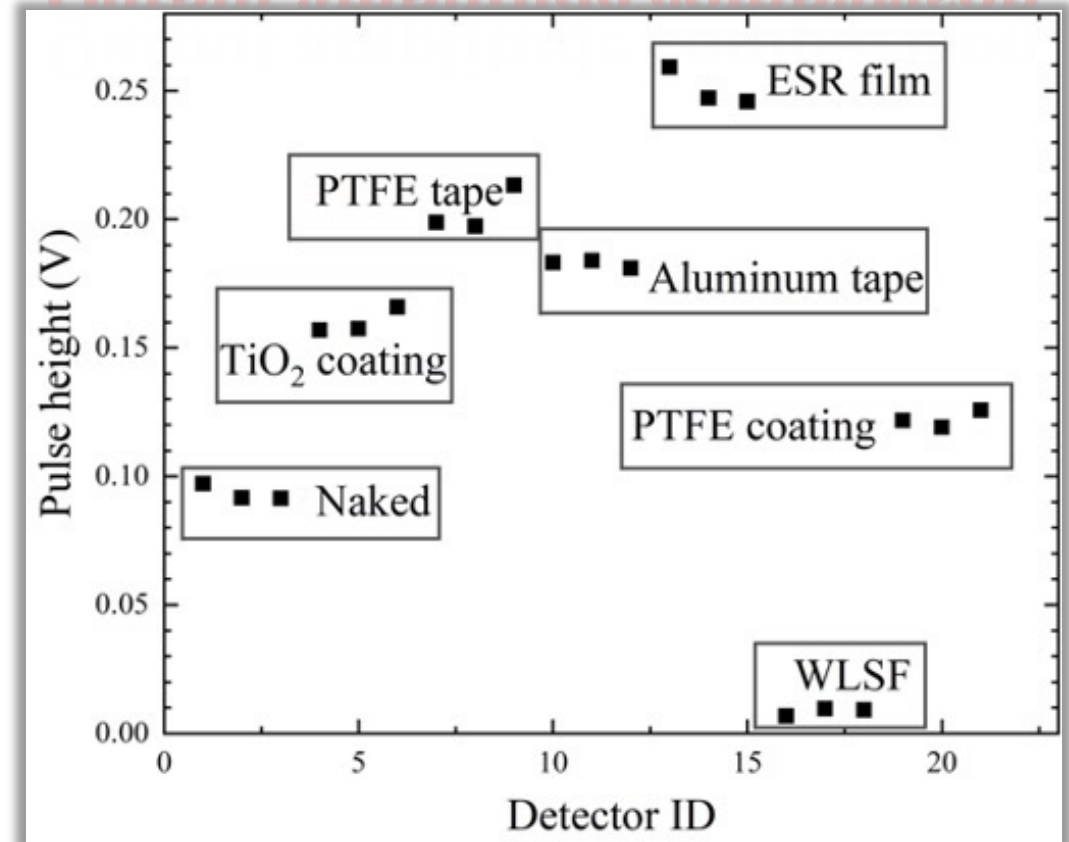 ESR film
0.25
PTFE tape
0.20
Aluminum tape
0.15
TiO₂ coating
PTFE coating
0.10
Naked
0.05
WLSF
0.00
0 5 10 15 20
Detector ID
Pulse height (V)